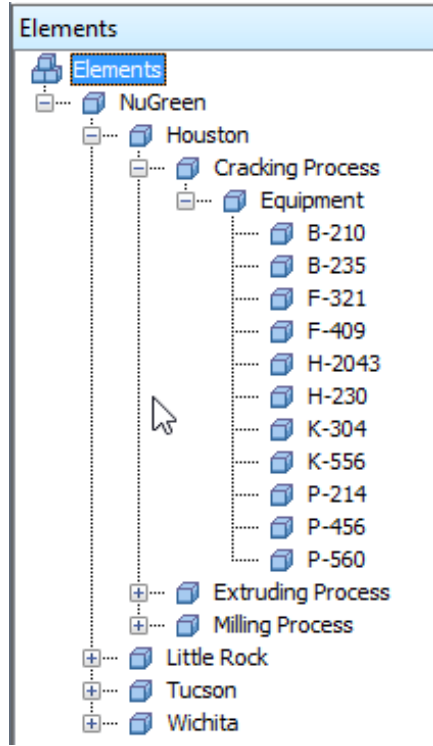 Elements
Elements
NuGreen
Houston
Cracking Process
Equipment
B-210
B-235
F-321
F-409
H-2043
H-230
K-304
K-556
P-214
P-456
P-560
Extruding Process
Milling Process
Little Rock
Tucson
Wichita